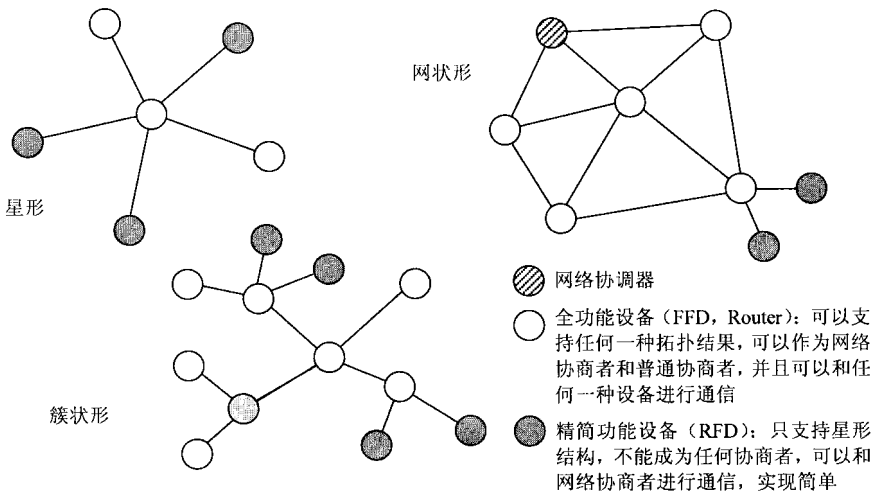 网状形
星形
网络协调器
全功能设备（FFD，Router）：可以支
持任何一种拓扑结果，可以作为网络
协商者和普通协商者，并且可以和任
何一种设备进行通信
簇状形
精简功能设备（RFD）：只支持星形
结构，不能成为任何协商者，可以和
网络协商者进行通信，实现简单